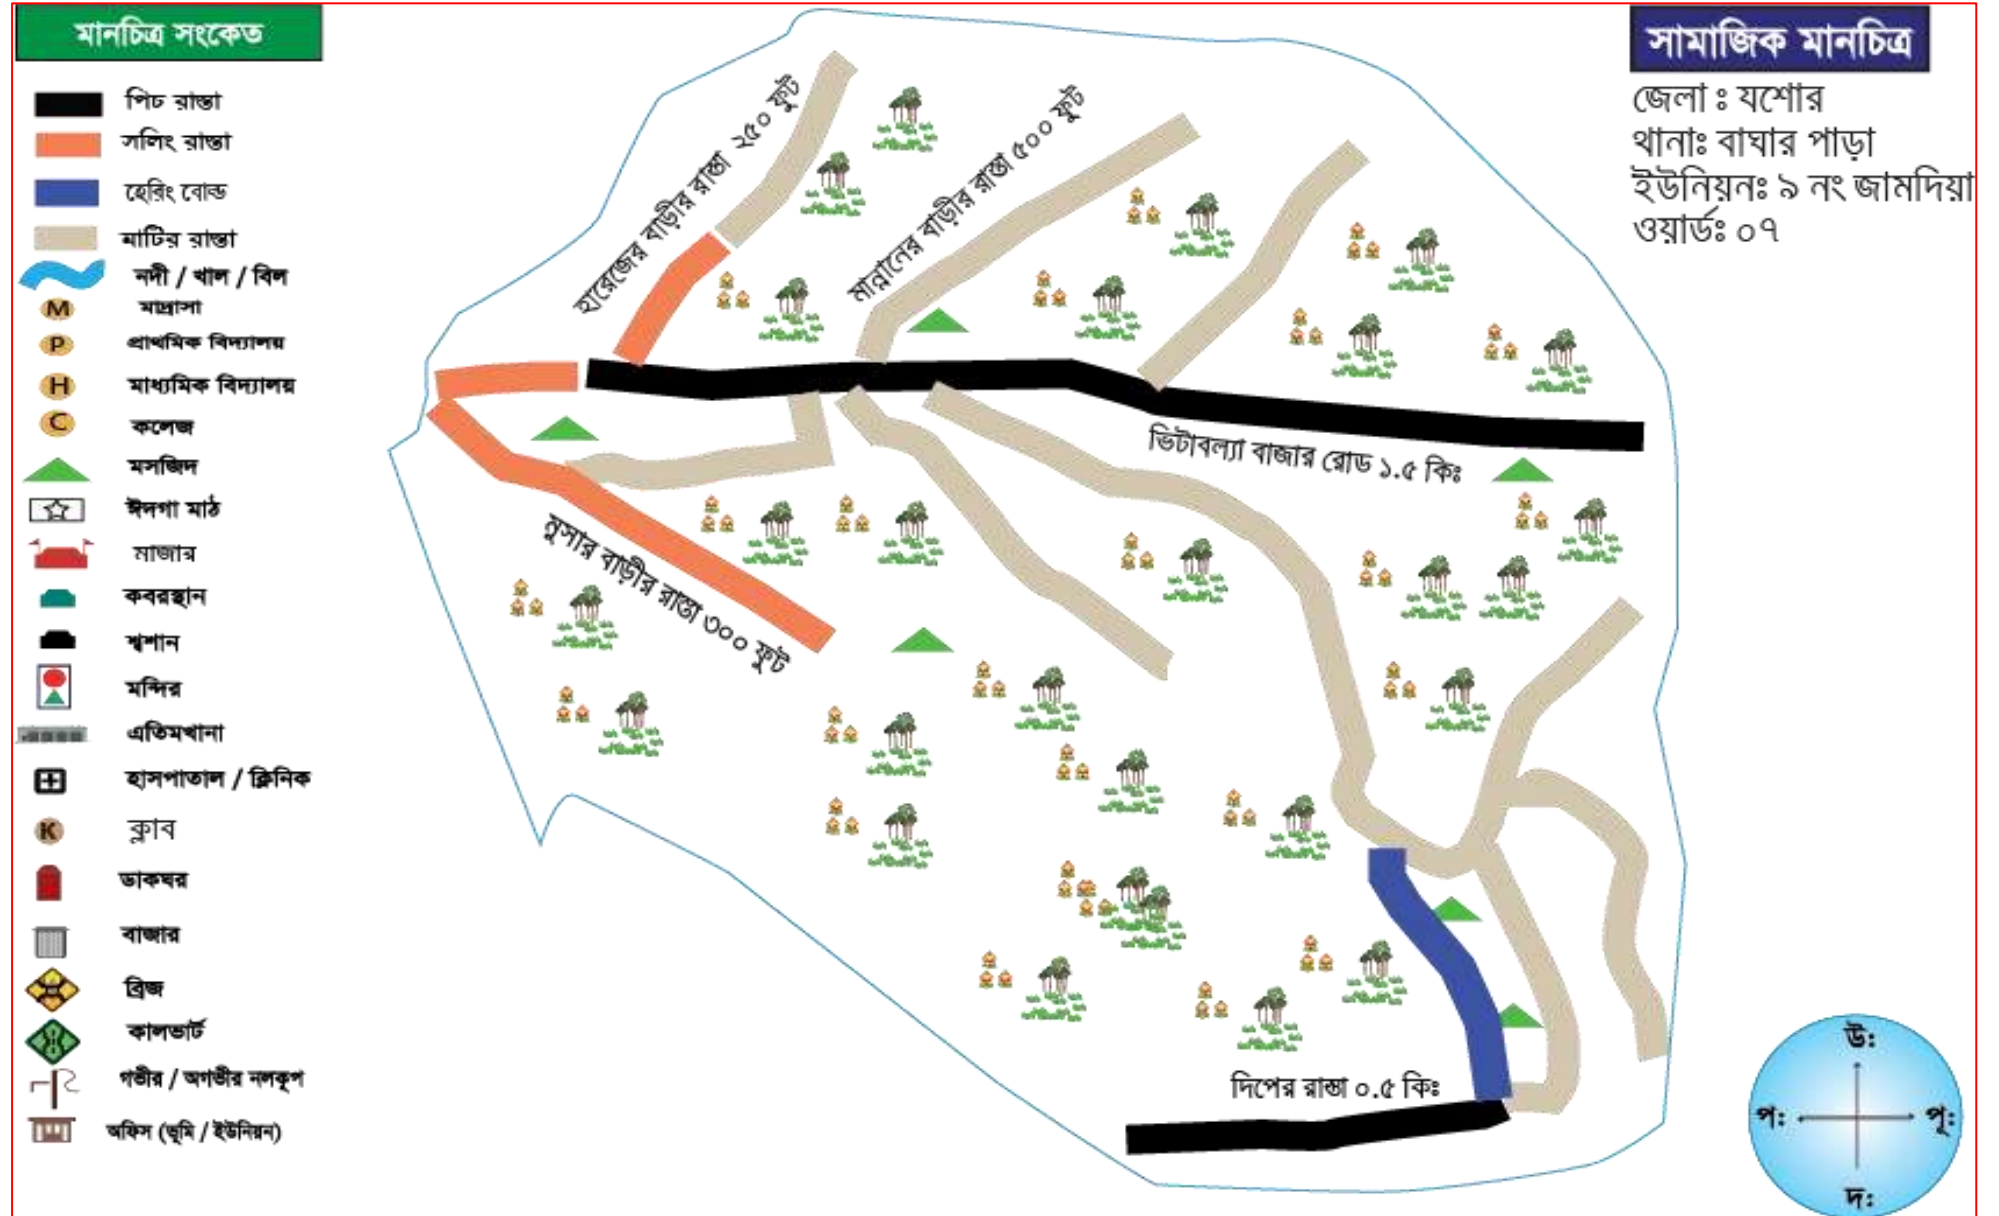 মানচিত্র সংকেত
পিচ রাস্তা
সলিং রাস্তা
হেরিং বোল্ড
মাটির রাস্তা
নদী / খাল / বিল
M মাদ্রাসা
P প্রাথমিক বিদ্যালয়
H মাধ্যমিক বিদ্যালয়
C কলেজ
মসজিদ
ঈদগা মাঠ
মাজার
কবরস্থান
শ্বশান
মন্দির
এতিমখানা
হাসপাতাল / ক্লিনিক
K ক্লাব
ডাকঘর
বাজার
ব্রিজ
কালভার্ট
গভীর / অগভীর নলকূপ
অফিস (ভূমি / ইউনিয়ন)
হারেজের বাড়ীর রাস্তা ২৫০ ফুট
মান্নানের বাড়ীর রাস্তা ৫০০ ফুট
ভিটাবল্যা বাজার রোড ১.৫ কিঃ
মুসার বাড়ীর রাস্তা ৩০০ ফুট
দিপের রাস্তা ০.৫ কিঃ
সামাজিক মানচিত্র
জেলা ঃ যশোর
থানাঃ বাঘার পাড়া
ইউনিয়নঃ ৯ নং জামদিয়া
ওয়ার্ডঃ ০৭
উ:
প: পূ:
দ: